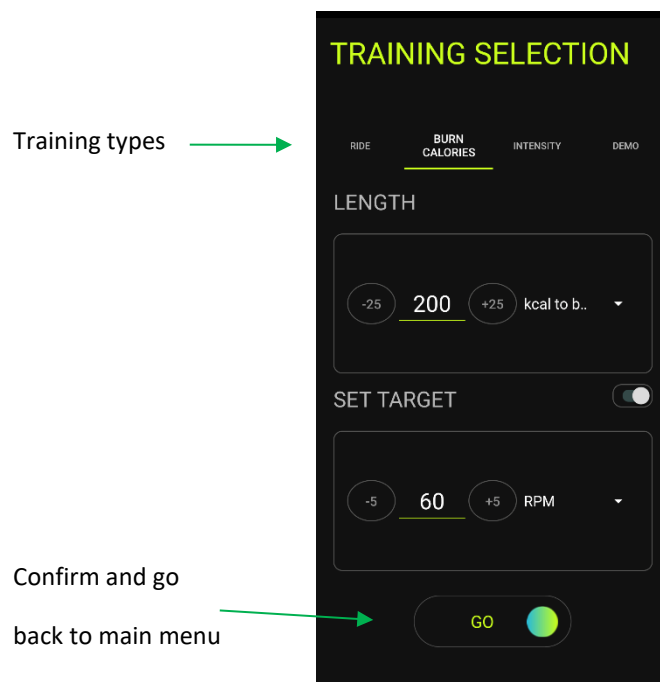 TRAINING SELECTION
Training types
RIDE
BURN
CALORIES
INTENSITY
DEMO
LENGTH
-25 200 +25 kcal to b..
SET TARGET
-5 60 +5 RPM
Confirm and go
back to main menu
GO